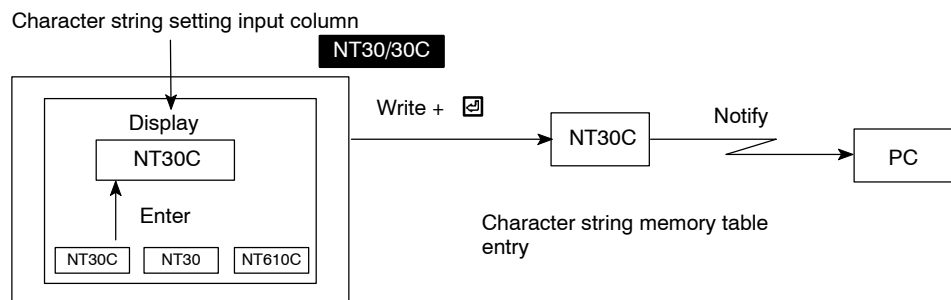 Character string setting input column
NT30/30C
Display
NT30C
Enter
NT30C NT30 NT610C
Write + ↵
NT30C
Notify
PC
Character string memory table
entry